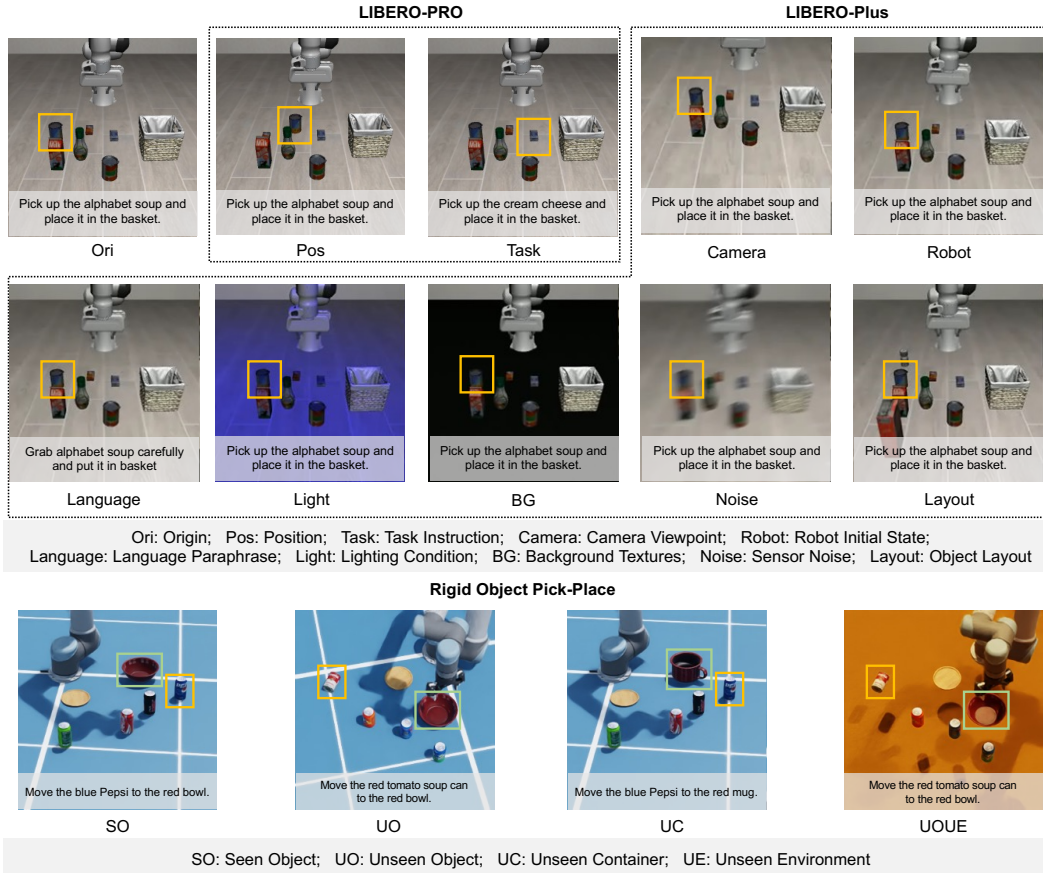 LIBERO-PRO
LIBERO-Plus
Pick up the alphabet soup and
place it in the basket.
Ori
Pick up the alphabet soup and
place it in the basket.
Pos
Pick up the cream cheese and
place it in the basket.
Task
Pick up the alphabet soup and
place it in the basket.
Camera
Pick up the alphabet soup and
place it in the basket.
Robot
Grab alphabet soup carefully
and put it in basket
Language
Pick up the alphabet soup and
place it in the basket.
Light
Pick up the alphabet soup and
place it in the basket.
BG
Pick up the alphabet soup and
place it in the basket.
Noise
Pick up the alphabet soup and
place it in the basket.
Layout
Ori: Origin; Pos: Position; Task: Task Instruction; Camera: Camera Viewpoint; Robot: Robot Initial State;
Language: Language Paraphrase; Light: Lighting Condition; BG: Background Textures; Noise: Sensor Noise; Layout: Object Layout
Rigid Object Pick-Place
Move the blue Pepsi to the red bowl.
SO
Move the red tomato soup can
to the red bowl.
UO
Move the blue Pepsi to the red mug.
UC
Move the red tomato soup can
to the red bowl.
UOUE
SO: Seen Object; UO: Unseen Object; UC: Unseen Container; UE: Unseen Environment